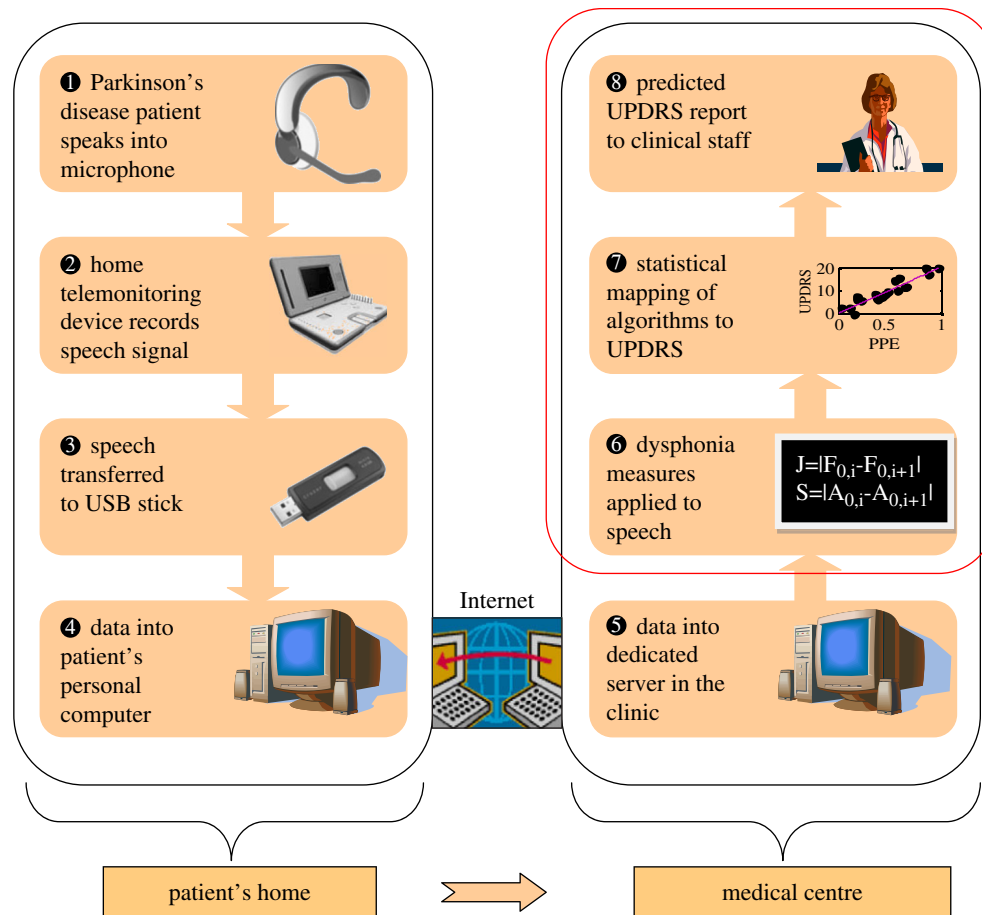 ❶ Parkinson's
disease patient
speaks into
microphone
❷ home
telemonitoring
device records
speech signal
❸ speech
transferred
to USB stick
❹ data into
patient's
personal
computer
Internet
❺ data into
dedicated
server in the
clinic
❻ dysphonia
measures
applied to
speech
J=|F0,i-F0,i+1|
S=|A0,i-A0,i+1|
❼ statistical
mapping of
algorithms to
UPDRS
UPDRS
20
10
0
0 0.5 1
PPE
❽ predicted
UPDRS report
to clinical staff
patient's home
medical centre